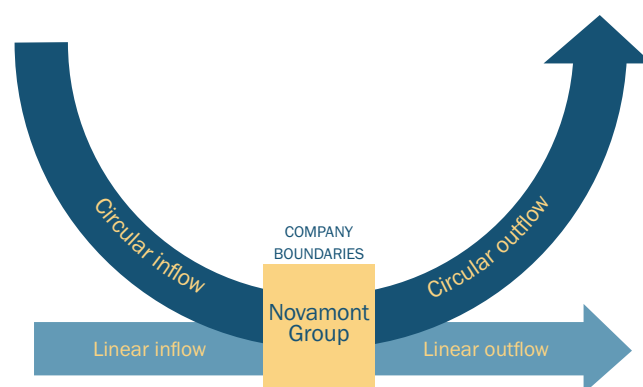 Circular inflow
COMPANY
BOUNDARIES
Circular outflow
Novamont
Group
Linear inflow
Linear outflow